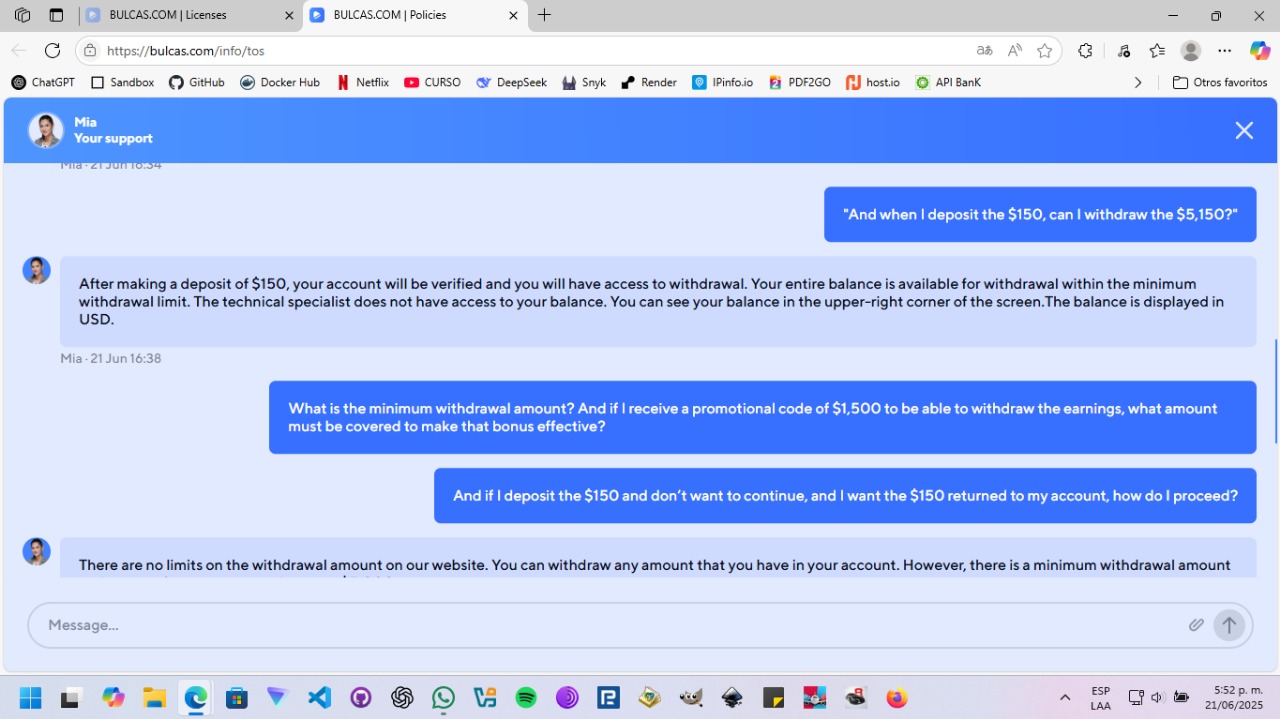 BULCAS.COM | Licenses
BULCAS.COM | Policies
https://bulcas.com/info/tos
ChatGPT
Sandbox
GitHub
Docker Hub
Netflix
CURSO
DeepSeek
Snyk
Render
IPinfo.io
PDF2GO
host.io
API BanK
Otros favoritos
Mia
Your support
Mia · 21 Jun 16:34
"And when I deposit the $150, can I withdraw the $5,150?"
After making a deposit of $150, your account will be verified and you will have access to withdrawal. Your entire balance is available for withdrawal within the minimum
withdrawal limit. The technical specialist does not have access to your balance. You can see your balance in the upper-right corner of the screen.The balance is displayed in
USD.
Mia · 21 Jun 16:38
What is the minimum withdrawal amount? And if I receive a promotional code of $1,500 to be able to withdraw the earnings, what amount
must be covered to make that bonus effective?
And if I deposit the $150 and don’t want to continue, and I want the $150 returned to my account, how do I proceed?
There are no limits on the withdrawal amount on our website. You can withdraw any amount that you have in your account. However, there is a minimum withdrawal amount
Message...
ESP
LAA
5:32 p. m.
21/06/2025